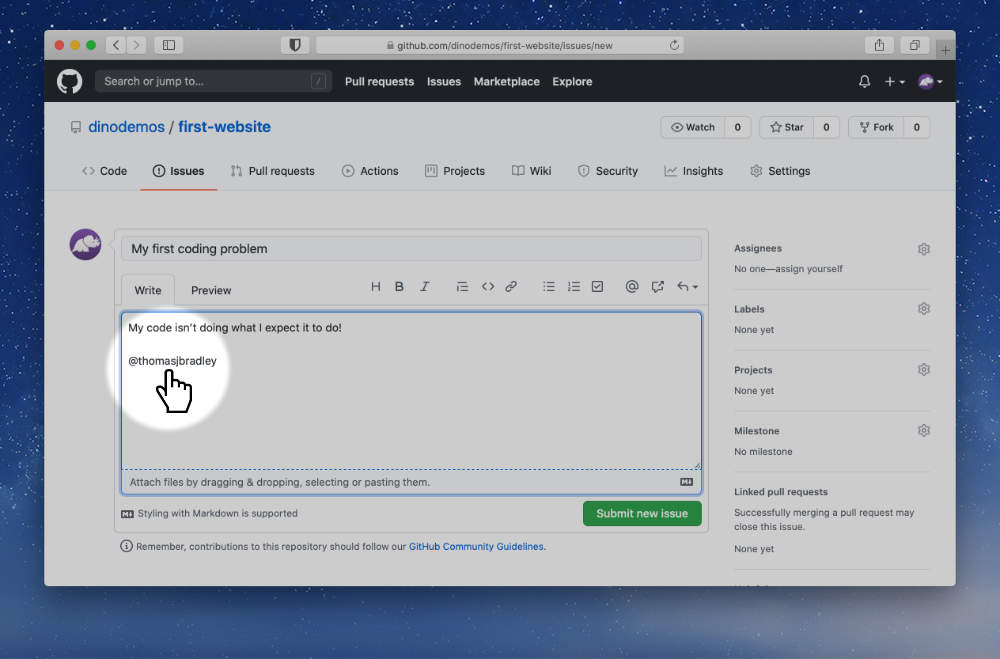 github.com/dinodemos/first-website/issues/new
Search or jump to... /
Pull requests Issues Marketplace Explore
dinodemos / first-website
Watch 0 Star 0 Fork 0
Code Issues Pull requests Actions Projects Wiki Security Insights Settings
My first coding problem
Write Preview
H B I
My code isn't doing what I expect it to do!
@thomasjbradley
Attach files by dragging & dropping, selecting or pasting them.
Styling with Markdown is supported
Submit new issue
Remember, contributions to this repository should follow our GitHub Community Guidelines.
Assignees
No one—assign yourself
Labels
None yet
Projects
None yet
Milestone
No milestone
Linked pull requests
Successfully merging a pull request may
close this issue.
None yet